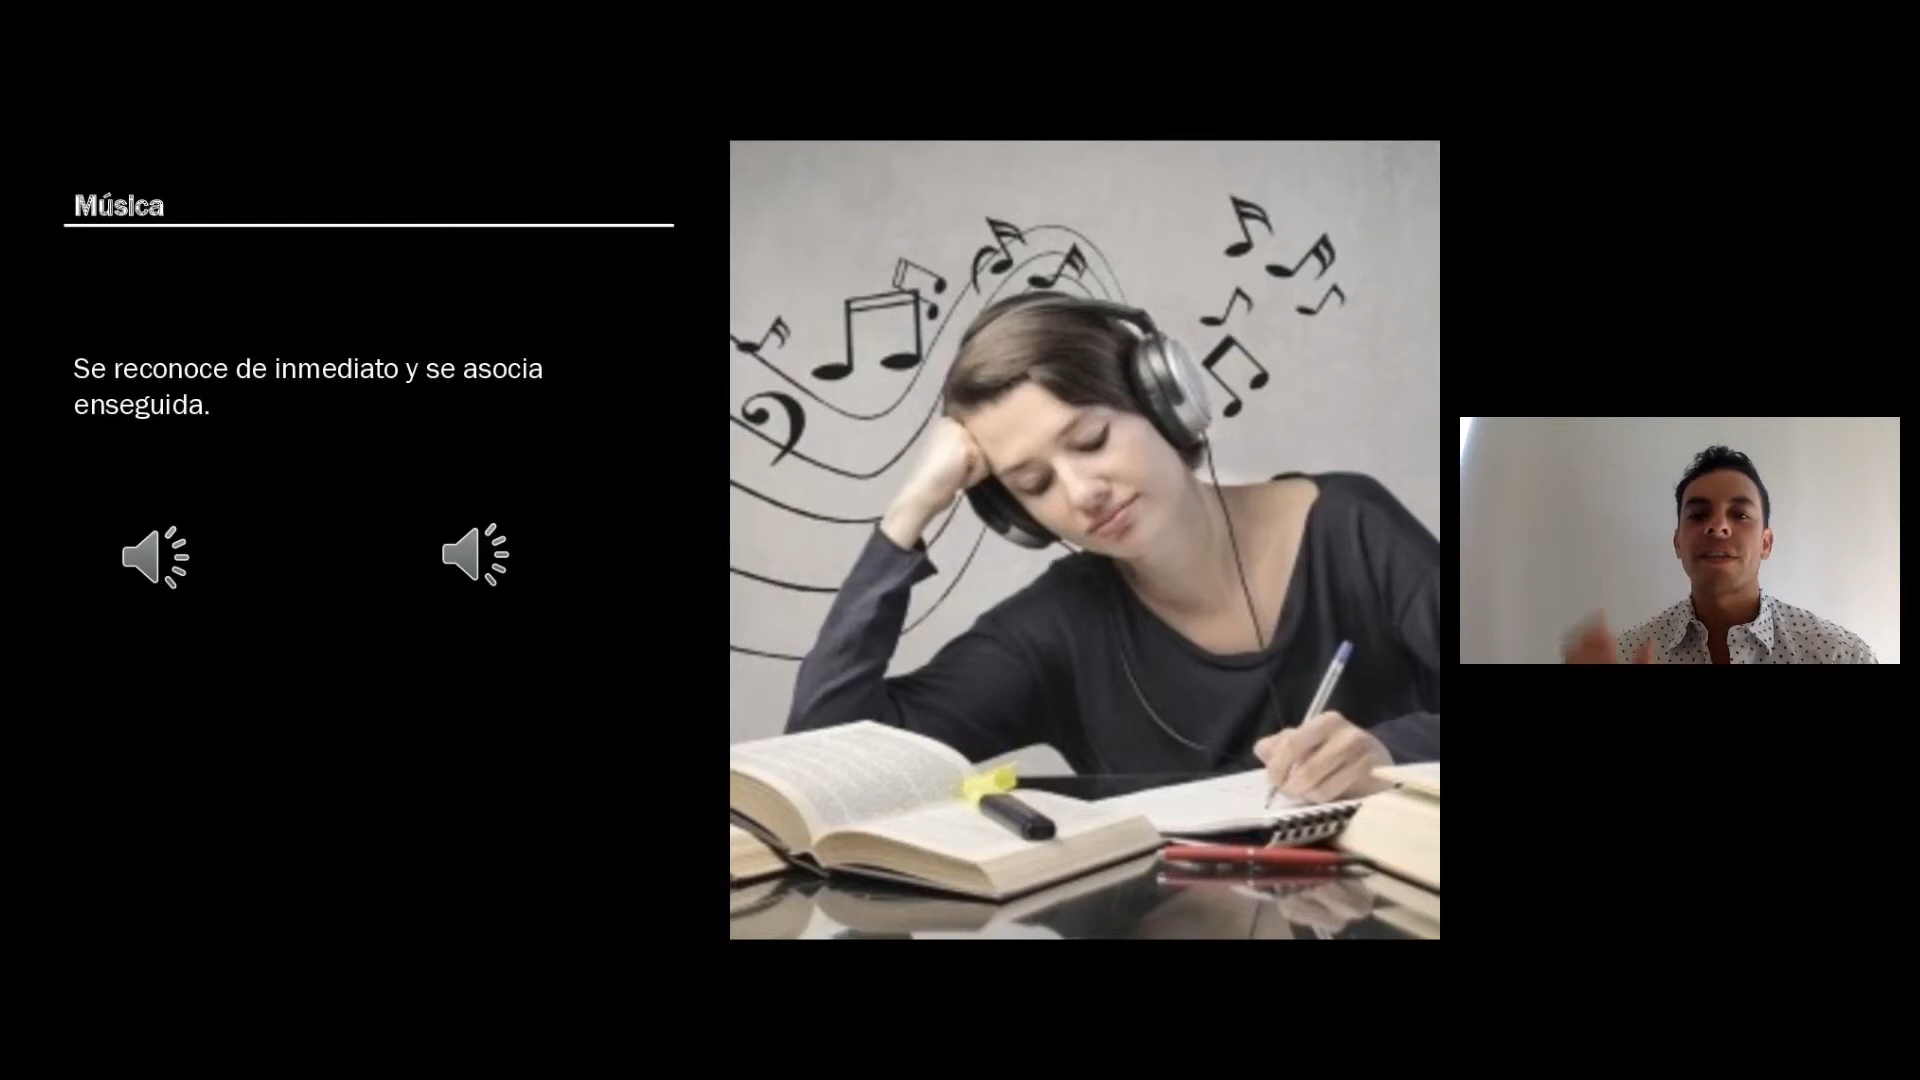 Música
Se reconoce de inmediato y se asocia
enseguida.